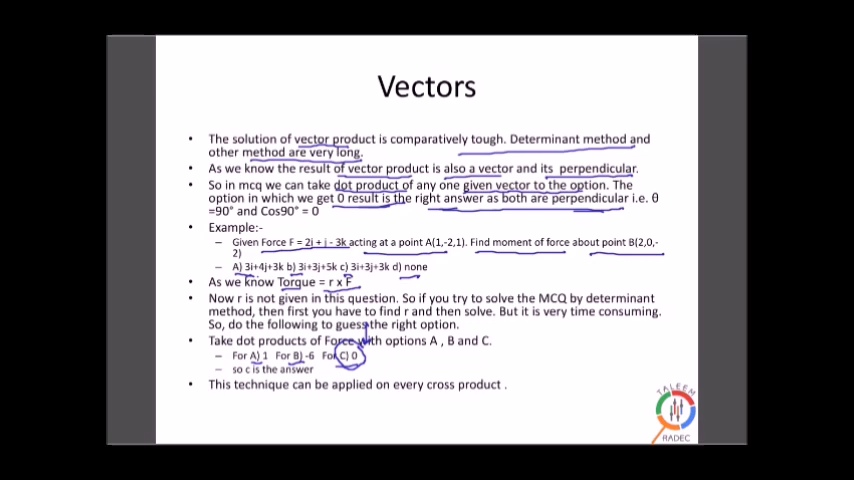 Vectors
• The solution of vector product is comparatively tough. Determinant method and
other method are very long.
• As we know the result of vector product is also a vector and its perpendicular.
• So in mcq we can take dot product of any one given vector to the option. The
option in which we get 0 result is the right answer as both are perpendicular i.e. θ
=90° and Cos90° = 0
• Example:-
– Given Force F = 2i + j - 3k acting at a point A(1,-2,1). Find moment of force about point B(2,0,-
2)
– A) 3i+4j+3k b) 3i+3j+5k c) 3i+3j+3k d) none
• As we know Torque = r x F
• Now r is not given in this question. So if you try to solve the MCQ by determinant
method, then first you have to find r and then solve. But it is very time consuming.
So, do the following to guess the right option.
• Take dot products of Force with options A , B and C.
– For A) 1 For B) -6 For C) 0
– so c is the answer
• This technique can be applied on every cross product .
TALEEM
RADEC